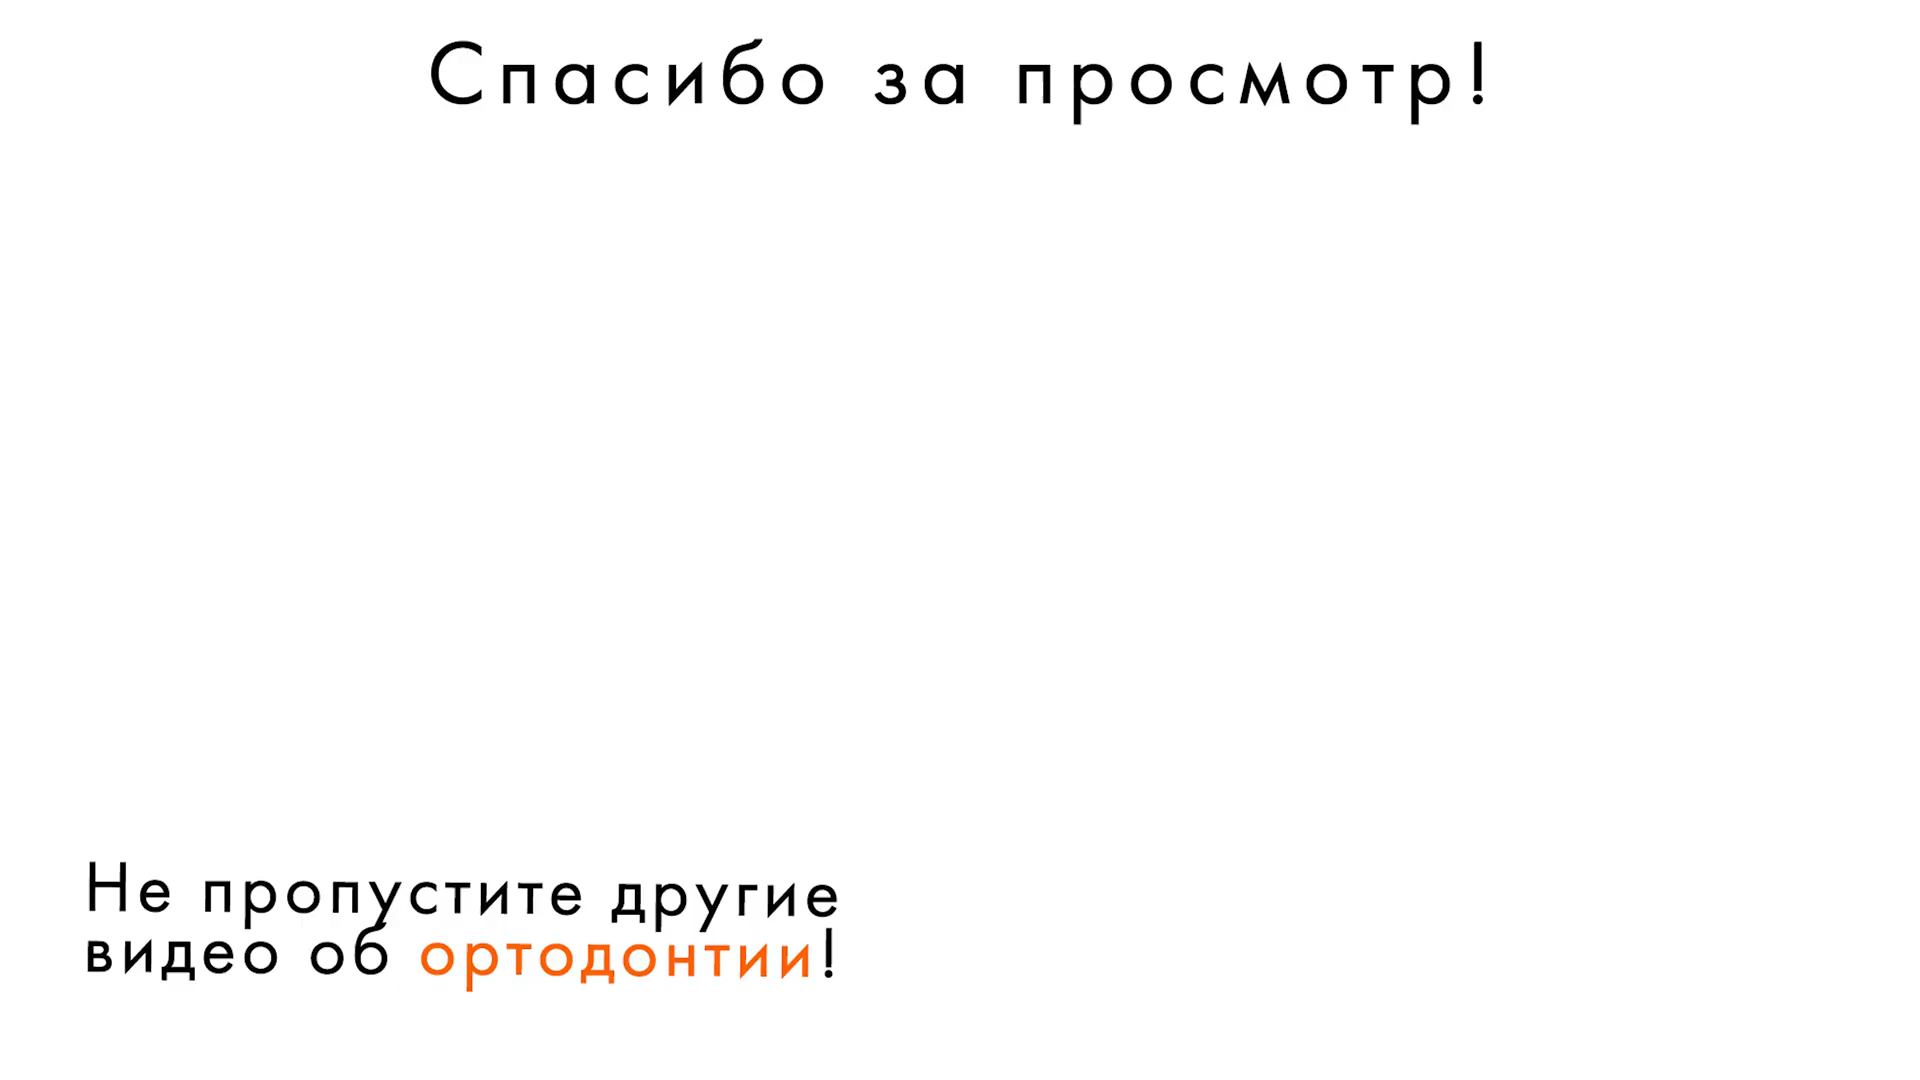 Спасибо за просмотр!
Не пропустите другие
видео об ортодонтии!